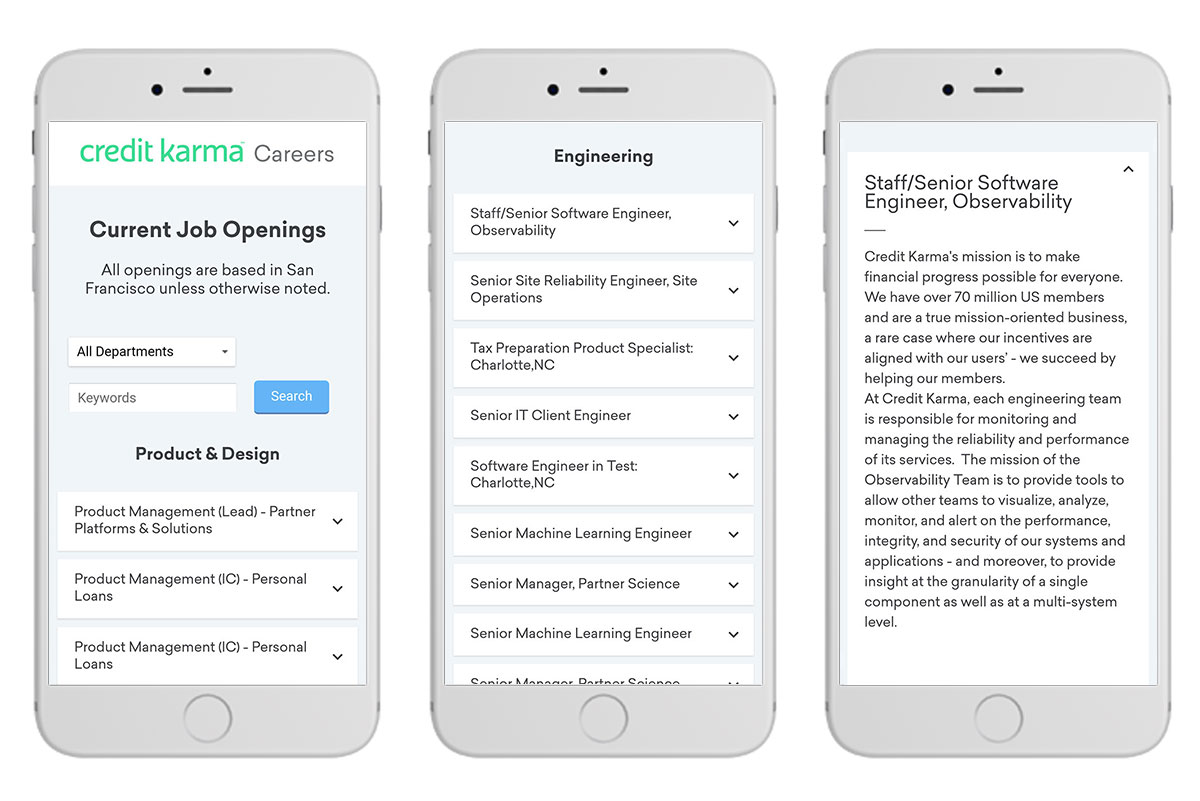 credit karma™ Careers
Current Job Openings
All openings are based in San
Francisco unless otherwise noted.
All Departments
Keywords
Search
Product & Design
Product Management (Lead) - Partner
Platforms & Solutions
Product Management (IC) - Personal
Loans
Product Management (IC) - Personal
Loans
Engineering
Staff/Senior Software Engineer,
Observability
Senior Site Reliability Engineer, Site
Operations
Tax Preparation Product Specialist:
Charlotte,NC
Senior IT Client Engineer
Software Engineer in Test:
Charlotte,NC
Senior Machine Learning Engineer
Senior Manager, Partner Science
Senior Machine Learning Engineer
Senior Manager, Partner Science
Staff/Senior Software
Engineer, Observability
Credit Karma's mission is to make
financial progress possible for everyone.
We have over 70 million US members
and are a true mission-oriented business,
a rare case where our incentives are
aligned with our users’ - we succeed by
helping our members.
At Credit Karma, each engineering team
is responsible for monitoring and
managing the reliability and performance
of its services.  The mission of the
Observability Team is to provide tools to
allow other teams to visualize, analyze,
monitor, and alert on the performance,
integrity, and security of our systems and
applications - and moreover, to provide
insight at the granularity of a single
component as well as at a multi-system
level.